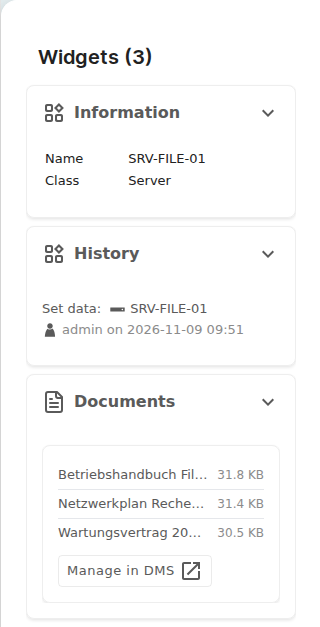 Widgets (3)
Information
Name SRV-FILE-01
Class Server
History
Set data: SRV-FILE-01
admin on 2026-11-09 09:51
Documents
Betriebshandbuch Fil... 31.8 KB
Netzwerkplan Reche... 31.4 KB
Wartungsvertrag 20... 30.5 KB
Manage in DMS